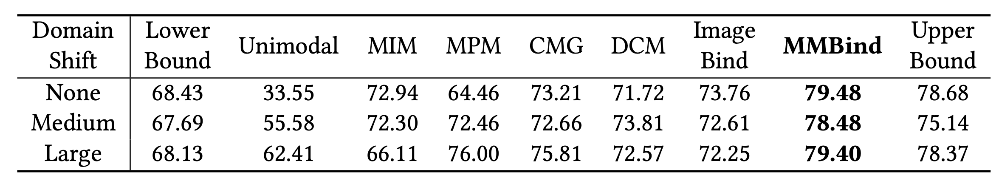 Domain Shift | Lower Bound | Unimodal | MIM | MPM | CMG | DCM | Image Bind | MMBind | Upper Bound
None | 68.43 | 33.55 | 72.94 | 64.46 | 73.21 | 71.72 | 73.76 | 79.48 | 78.68
Medium | 67.69 | 55.58 | 72.30 | 72.46 | 72.66 | 73.81 | 72.61 | 78.48 | 75.14
Large | 68.13 | 62.41 | 66.11 | 76.00 | 75.81 | 72.57 | 72.25 | 79.40 | 78.37